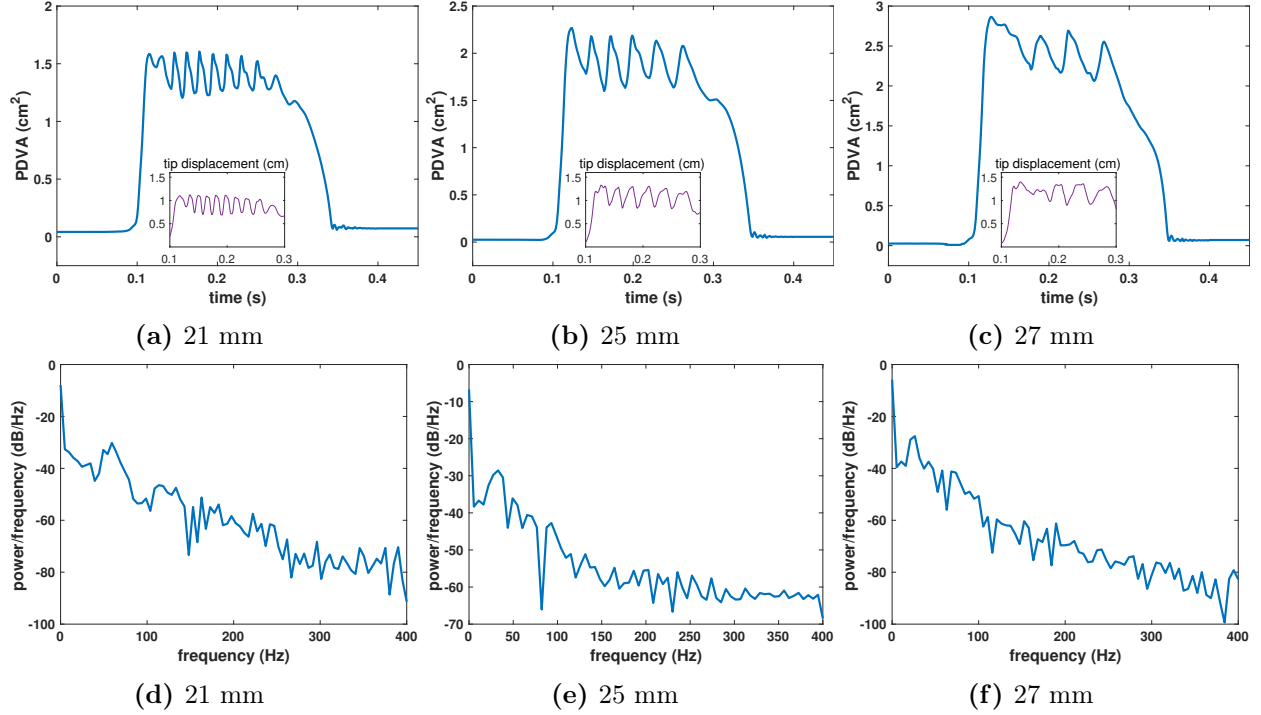 2
1.5
1
0.5
0
PDVA (cm2)
tip displacement (cm)
1.5
1
0.5
0.1 0.2 0.3
0 0.1 0.2 0.3 0.4
time (s)
(a) 21 mm
2.5
2
1.5
1
0.5
0
PDVA (cm2)
tip displacement (cm)
1.5
1
0.5
0.1 0.2 0.3
0 0.1 0.2 0.3 0.4
time (s)
(b) 25 mm
3
2.5
2
1.5
1
0.5
0
PDVA (cm2)
tip displacement (cm)
1.5
1
0.5
0.1 0.2 0.3
0 0.1 0.2 0.3 0.4
time (s)
(c) 27 mm
0
-20
-40
-60
-80
-100
power/frequency (dB/Hz)
0 100 200 300 400
frequency (Hz)
(d) 21 mm
0
-10
-20
-30
-40
-50
-60
-70
power/frequency (dB/Hz)
0 50 100 150 200 250 300 350 400
frequency (Hz)
(e) 25 mm
0
-20
-40
-60
-80
-100
power/frequency (dB/Hz)
0 100 200 300 400
frequency (Hz)
(f) 27 mm